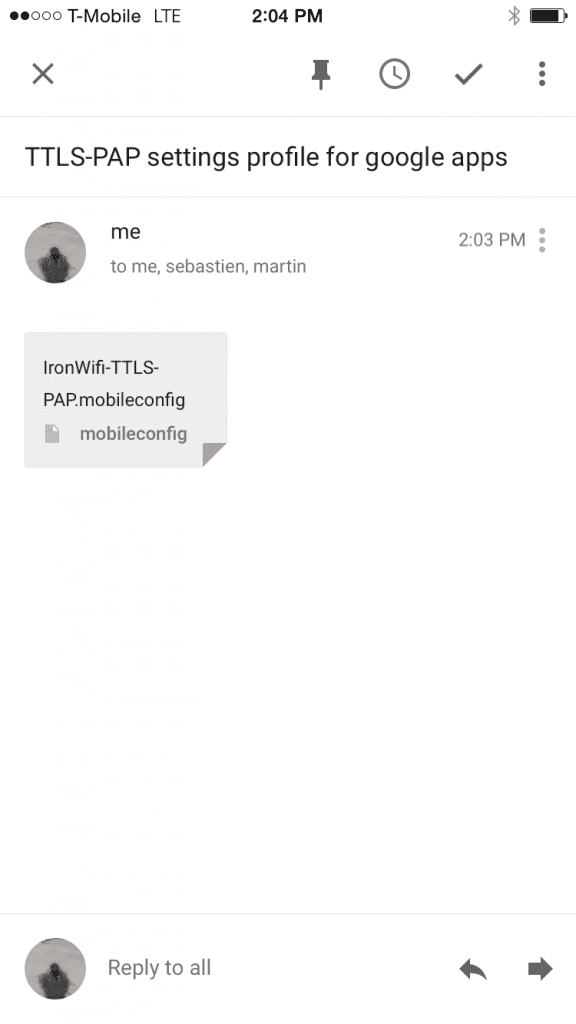 T-Mobile LTE 2:04 PM
TTLS-PAP settings profile for google apps
me
2:03 PM
to me, sebastien, martin
IronWifi-TTLS-
PAP.mobileconfig
mobileconfig
Reply to all